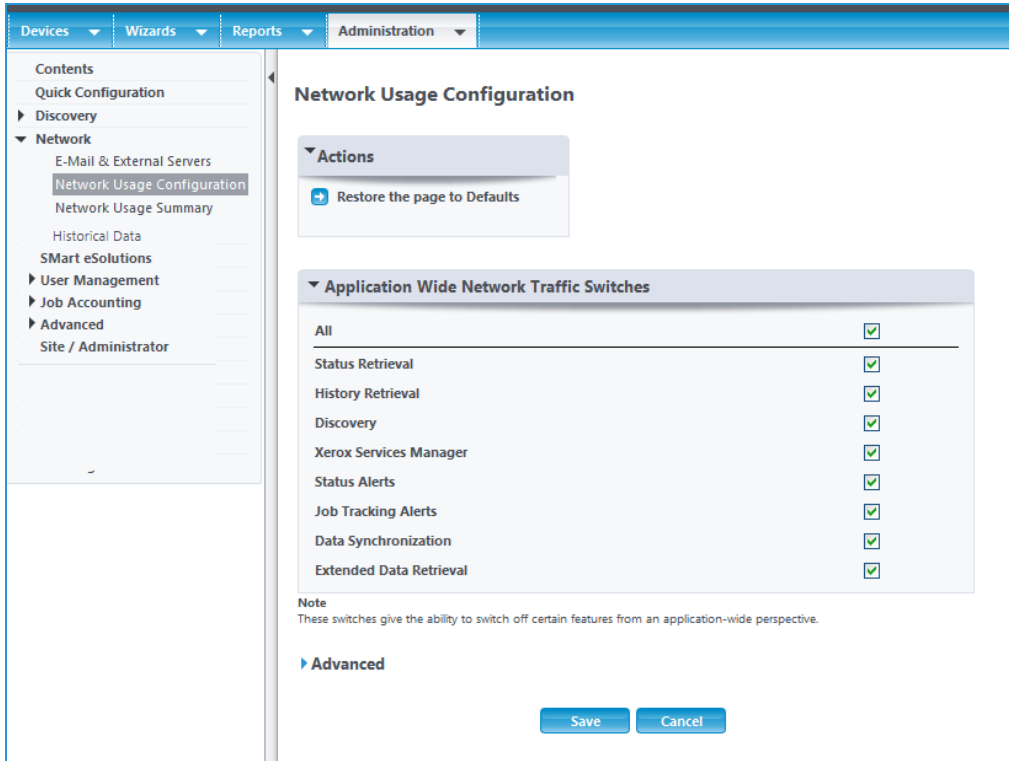 Devices Wizards Reports Administration
Contents
Quick Configuration
Discovery
Network
E-Mail & External Servers
Network Usage Configuration
Network Usage Summary
Historical Data
SMart eSolutions
User Management
Job Accounting
Advanced
Site / Administrator
Network Usage Configuration
Actions
Restore the page to Defaults
Application Wide Network Traffic Switches
All
Status Retrieval
History Retrieval
Discovery
Xerox Services Manager
Status Alerts
Job Tracking Alerts
Data Synchronization
Extended Data Retrieval
Note
These switches give the ability to switch off certain features from an application-wide perspective.
Advanced
Save Cancel